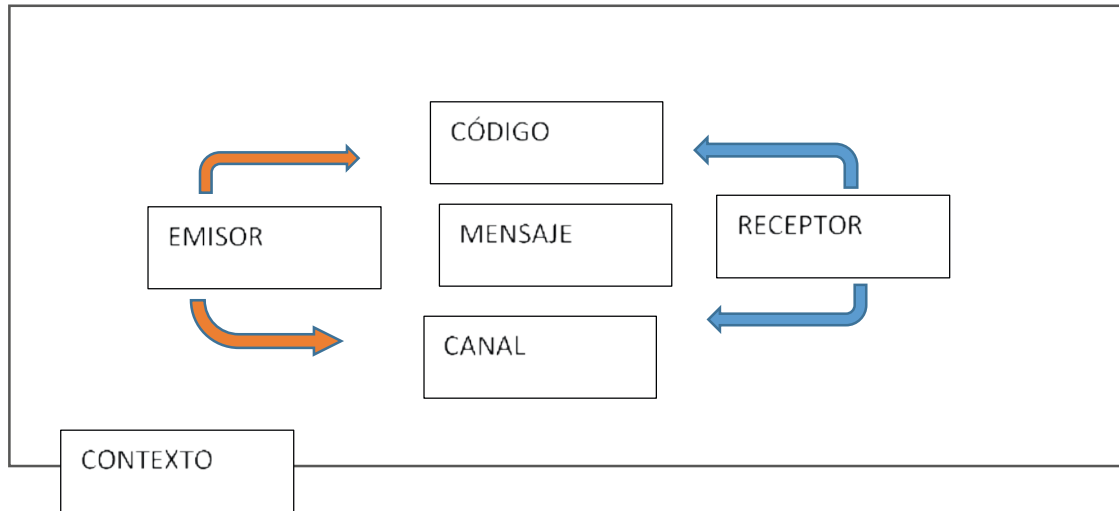 CÓDIGO
EMISOR
MENSAJE
RECEPTOR
CANAL
CONTEXTO